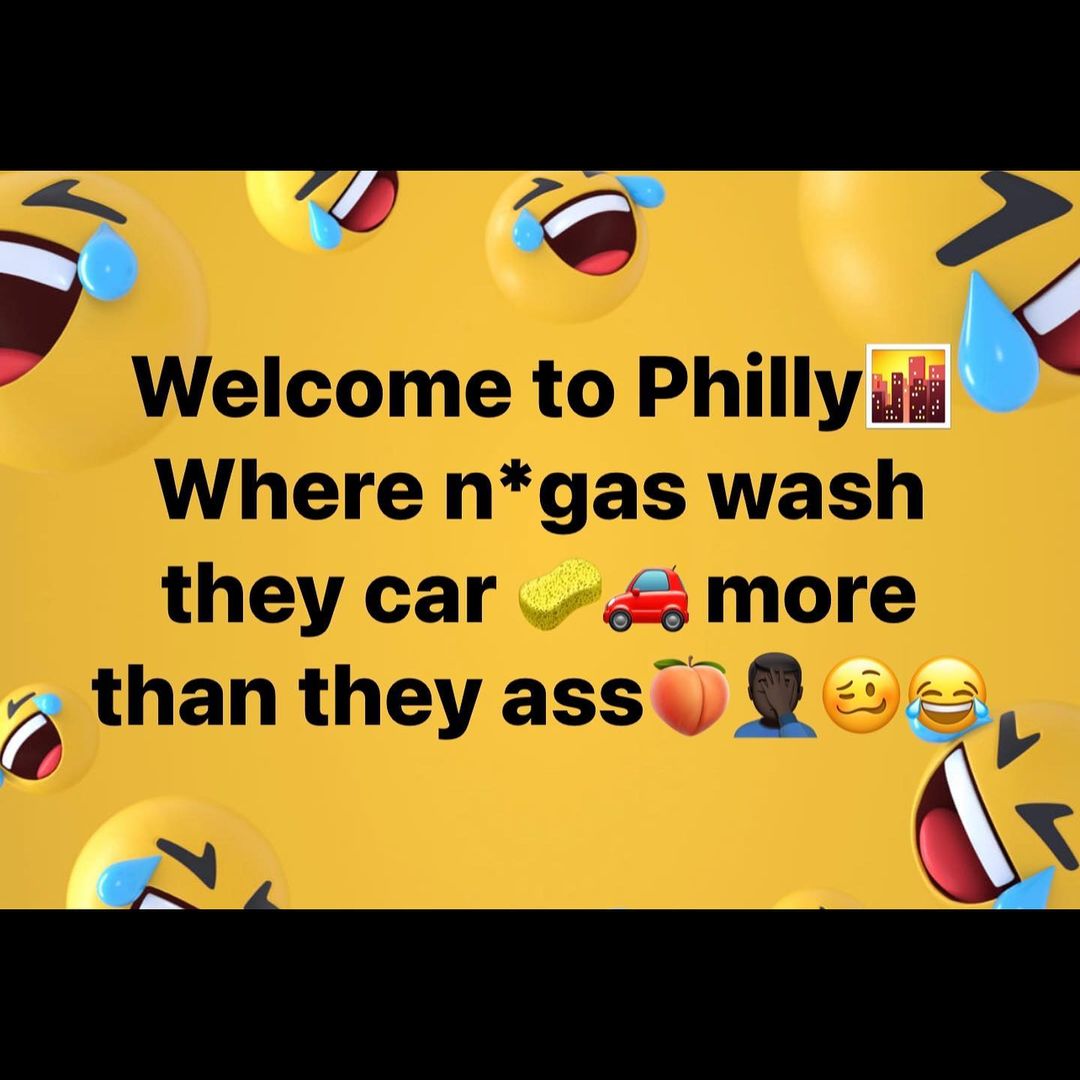 Welcome to Philly🌇
Where n*gas wash
they car 🧽🚗 more
than they ass🍑🤦🏿‍♂️🥴😂